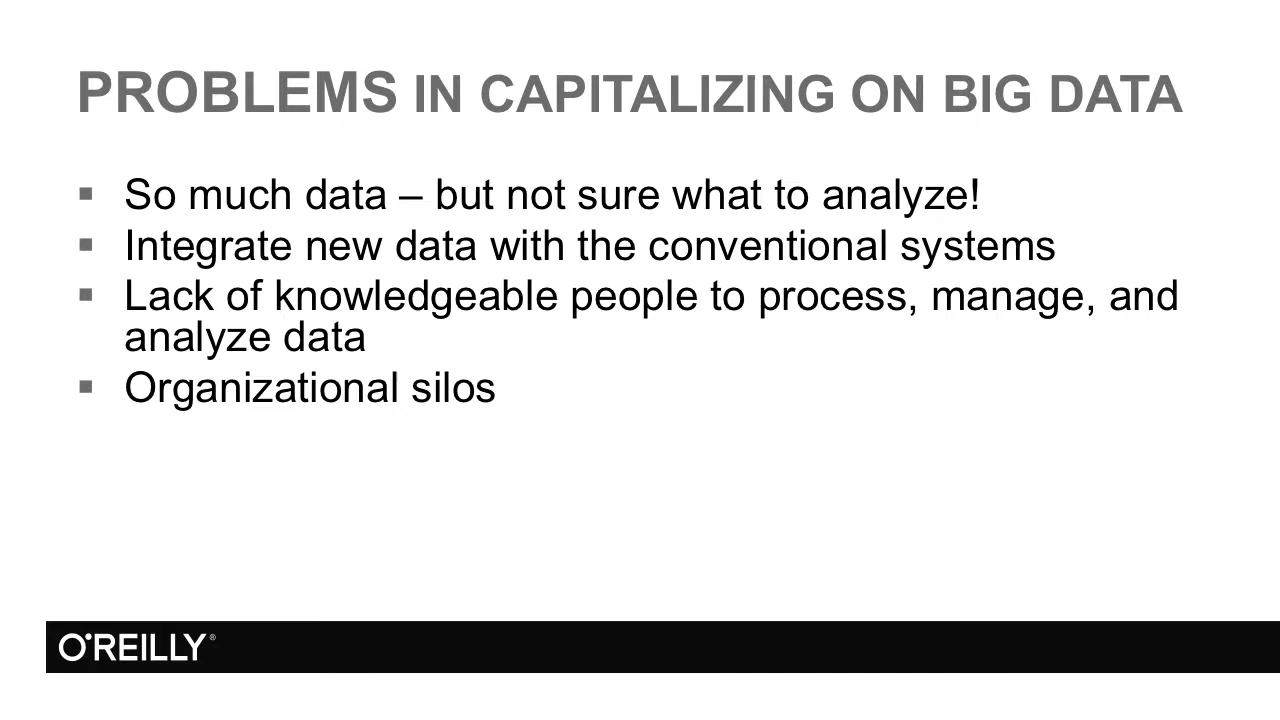 PROBLEMS IN CAPITALIZING ON BIG DATA
▪ So much data – but not sure what to analyze!
▪ Integrate new data with the conventional systems
▪ Lack of knowledgeable people to process, manage, and
analyze data
▪ Organizational silos
O'REILLY®